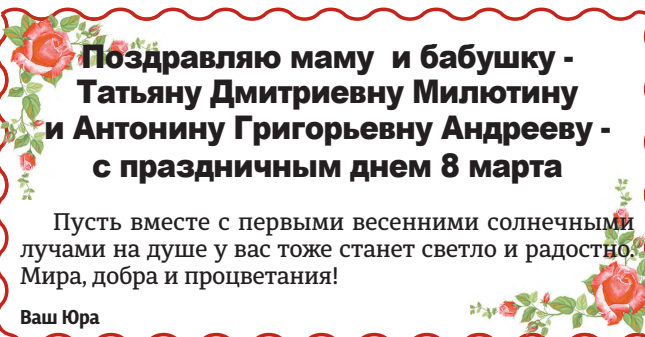 Поздравляю маму и бабушку -
Татьяну Дмитриевну Милютину
и Антонину Григорьевну Андрееву -
с праздничным днем 8 марта
Пусть вместе с первыми весенними солнечными
лучами на душе у вас тоже станет светло и радостно.
Мира, добра и процветания!
Ваш Юра